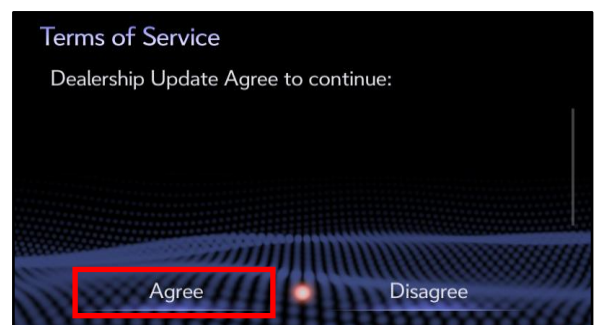 Terms of Service
Dealership Update Agree to continue:
Agree
Disagree